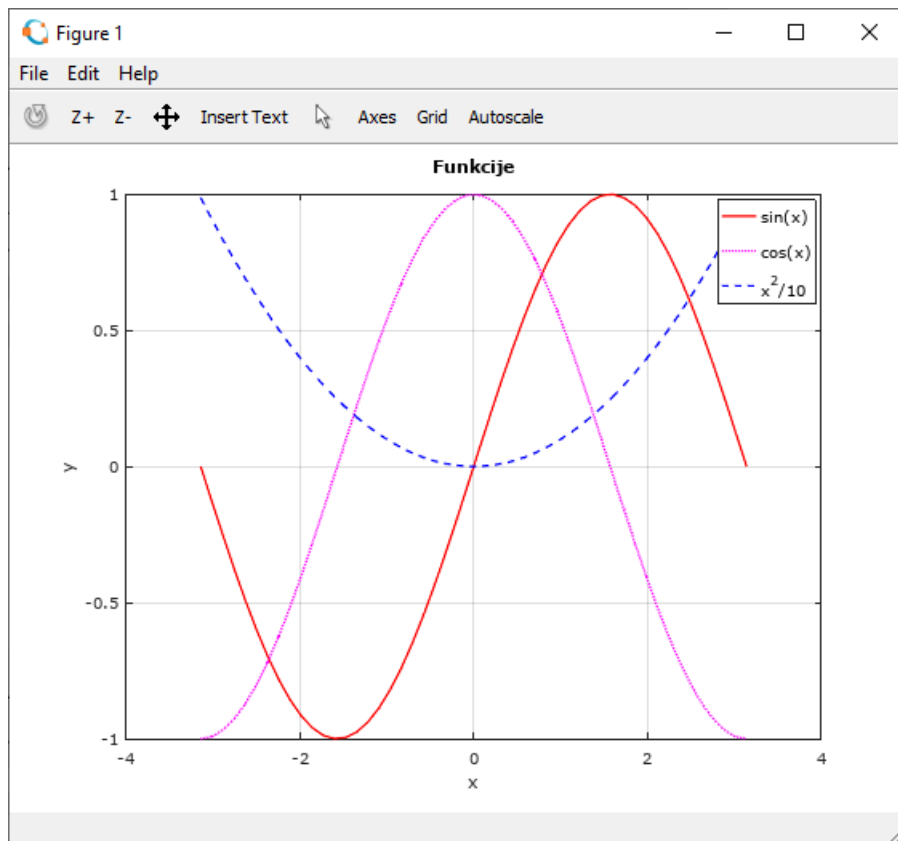 Figure 1
File Edit Help
Z+ Z- Insert Text Axes Grid Autoscale
Funkcije
1
0.5
0
-0.5
-1
y
sin(x)
cos(x)
x²/10
-4 -2 0 2 4
x